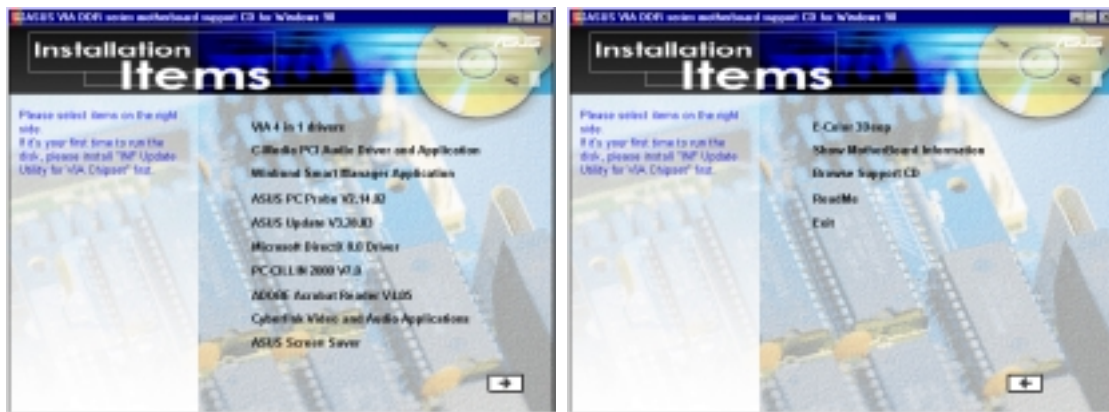 ASUS VIA DDR series motherboard support CD for Windows 98
Installation
Items
ASUS
Please select items on the right
side.
If it's your first time to run the
disk, please install "INF Update
Utility for VIA Chipset" first.
VIA 4 in 1 drivers
C-Media PCI Audio Driver and Application
Winbond Smart Manager Application
ASUS PC Probe V2.14.02
ASUS Update V3.20.03
Microsoft DirectX 8.0 Driver
PC-CILLIN 2000 V7.0
ADOBE Acrobat Reader V4.05
Cyberlink Video and Audio Applications
ASUS Screen Saver
ASUS VIA DDR series motherboard support CD for Windows 98
Installation
Items
ASUS
Please select items on the right
side.
If it's your first time to run the
disk, please install "INF Update
Utility for VIA Chipset" first.
E-Color 3Deep
Show Motherboard Information
Browse Support CD
ReadMe
Exit